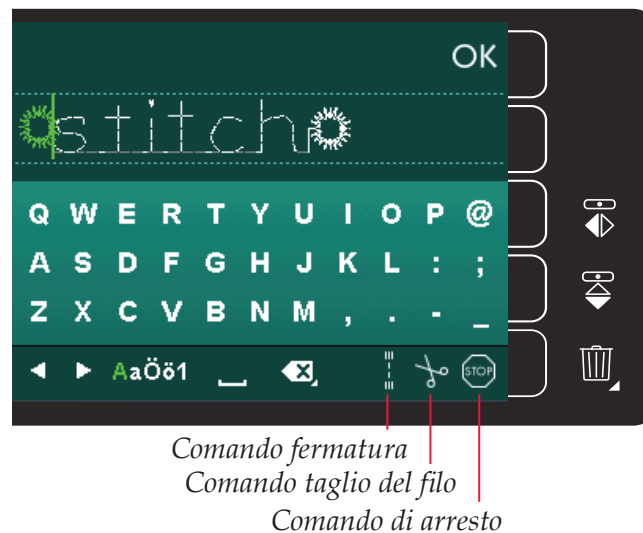 OK
stitch
Q W E R T Y U I O P @
A S D F G H J K L : ;
Z X C V B N M , . - _
AaÖö1 STOP
Comando fermatura
Comando taglio del filo
Comando di arresto